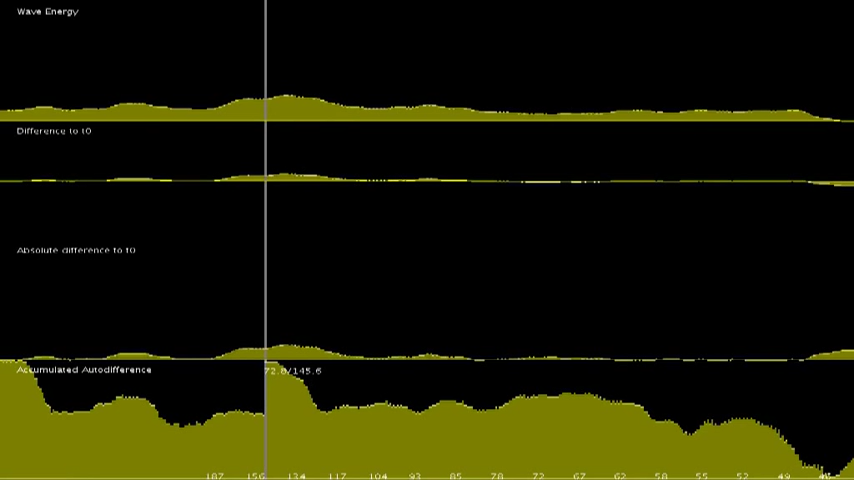 Wave Energy
Difference to t0
Absolute difference to t0
Accumulated Autodifference 72.8/145.6
187 156 134 117 104 93 85 78 72 67 62 58 55 52 49